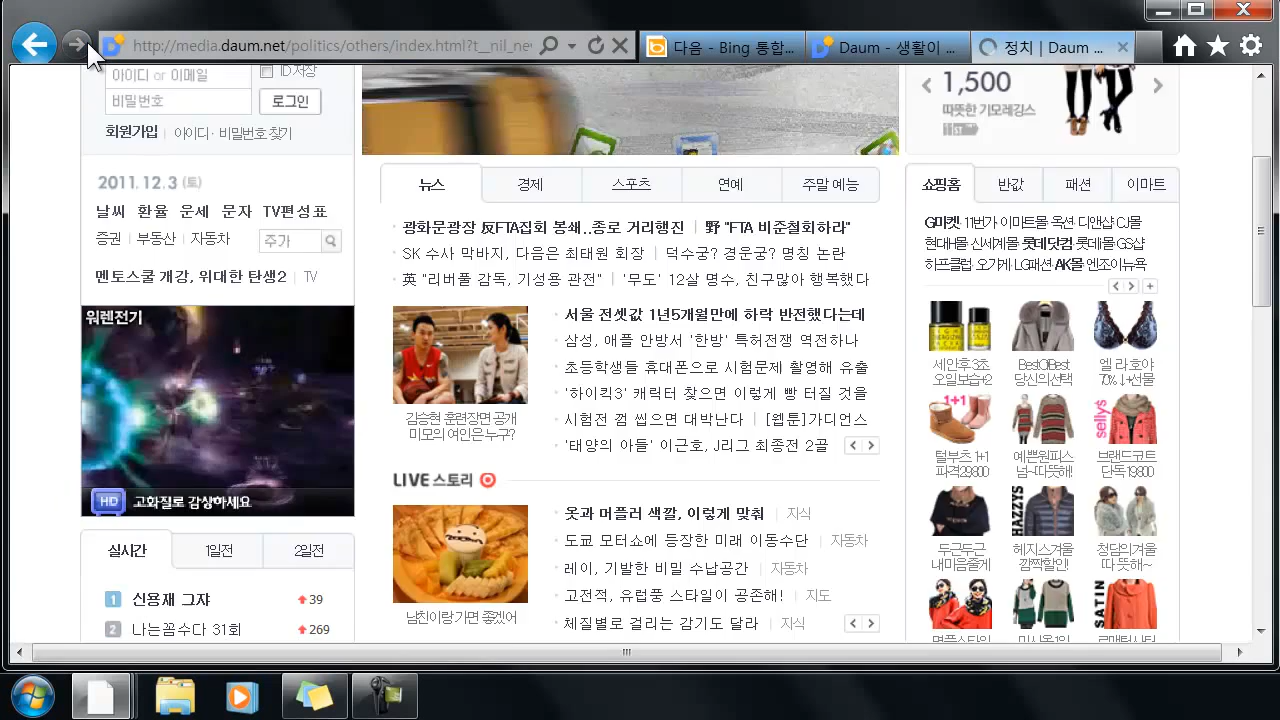 http://media.daum.net/politics/others/index.html?t__nil_ne
다음 - Bing 통합...
Daum - 생활이 ...
정치 | Daum ...
아이디 or 이메일
ID저장
비밀번호
로그인
회원가입 | 아이디 · 비밀번호찾기
2011.12.3 (토)
날씨 환율 운세 문자 TV편성표
증권 | 부동산 | 자동차
주가
멘토스쿨 개강, 위대한 탄생2 | TV
워렌전기
HD 고화질로 감상하세요
실시간 1일전 2일전
1 신용재 그쟈 39
2 나는꼼수다 31회 269
뉴스 경제 스포츠 연예 주말 예능
광화문광장 反FTA집회 봉쇄..종로 거리행진 | 野 "FTA 비준철회하라"
SK 수사 막바지, 다음은 최태원 회장 | 덕수궁? 경운궁? 명칭 논란
英 "리버풀 감독, 기성용 관전" | '무도' 12살 명수, 친구많아 행복했다
김승현 훈련장면 공개
미모의 여인은 누구?
서울 전셋값 1년5개월만에 하락 반전했다는데
삼성, 애플 안방서 '한방' 특허전쟁 역전하나
초등학생들 휴대폰으로 시험문제 촬영해 유출
'하이킥3' 캐릭터 찾으면 이렇게 빵 터질 것을
시험전 껌 씹으면 대박난다 | [웹툰]가디언스
'태양의 아들' 이근호, J리그 최종전 2골
LIVE 스토리
남친이랑 가면 좋겠어
옷과 머플러 색깔, 이렇게 맞춰 | 지식
도쿄 모터쇼에 등장한 미래 이동수단 | 자동차
레이, 기발한 비밀 수납공간 | 자동차
고전적, 유럽풍 스타일이 공존해! | 지도
체질별로 걸리는 감기도 달라 | 지식
1,500
따뜻한 기모레깅스
11ST
쇼핑홈 반값 패션 이마트
G마켓 11번가 이마트몰 옥션 디앤샵 CJ몰
현대H몰 신세계몰 롯데닷컴 롯데몰 GS샵
하프클럽 오가게 LG패션 AK몰 엔조이뉴욕
세안후 3초
오일보습+2
Best O Best
당신의선택
엘라호야
70%↓+선물
1+1
털부츠 1+1
파격29,800
예쁜원피스
넘~따뜻해!
sellys
브랜드코트
단독19,800
두근두근
내마음줄게
HAZZYS
헤지스겨울
깜짝할인!
청담의겨울
따뜻해~
명품스타일
미시옷1위
SATIN
로맨틱사터